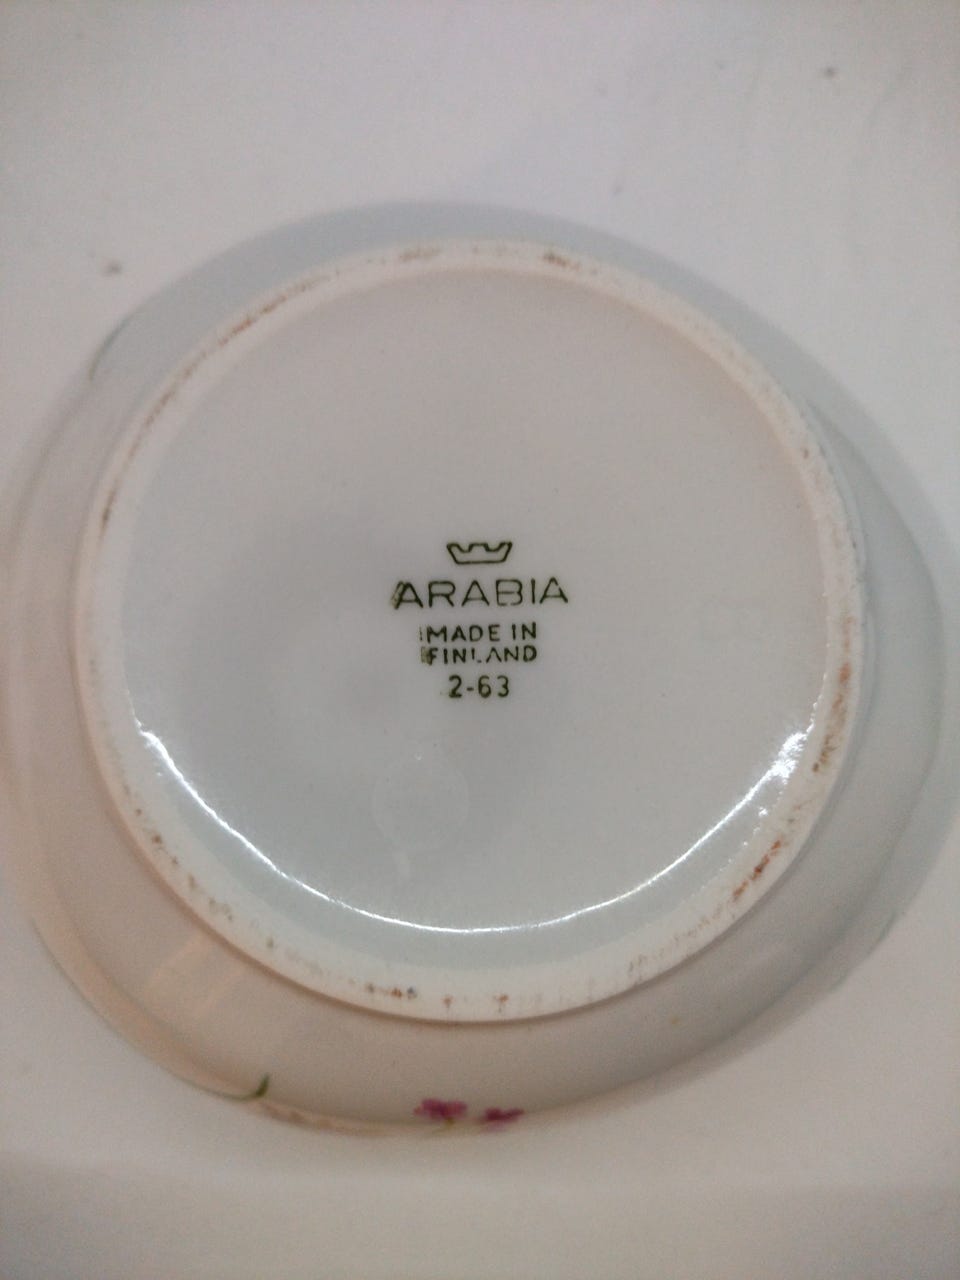 ARABIA
MADE IN
FINLAND
2-63